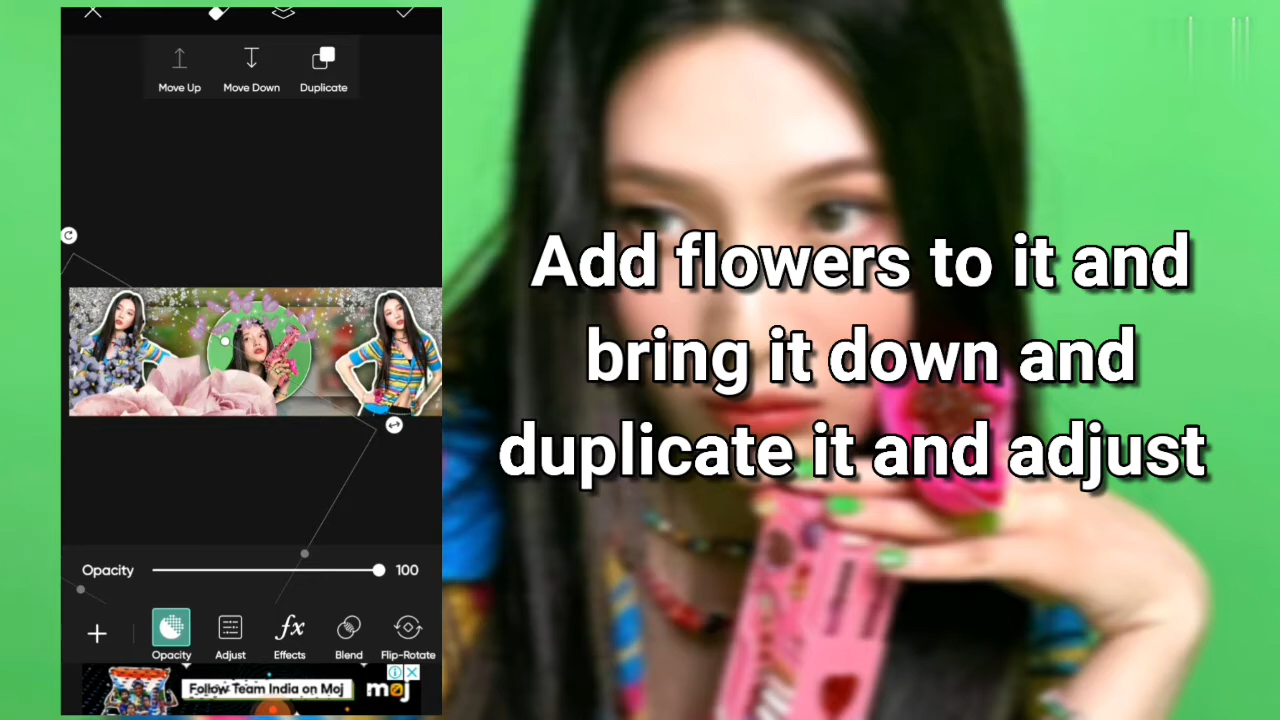 Move Up
Move Down
Duplicate
Add flowers to it and
bring it down and
duplicate it and adjust
Opacity
100
Opacity
Adjust
fx
Effects
Blend
Flip-Rotate
Follow Team India on Moj
moj